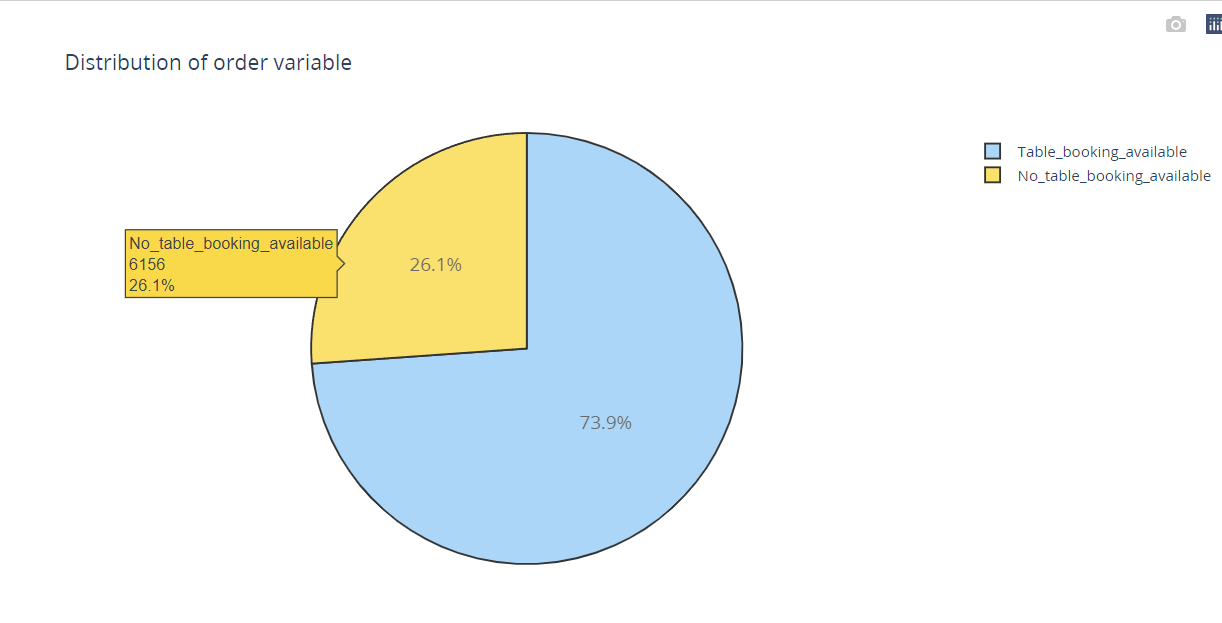 Distribution of order variable
Table_booking_available
No_table_booking_available
No_table_booking_available
6156
26.1%
26.1%
73.9%